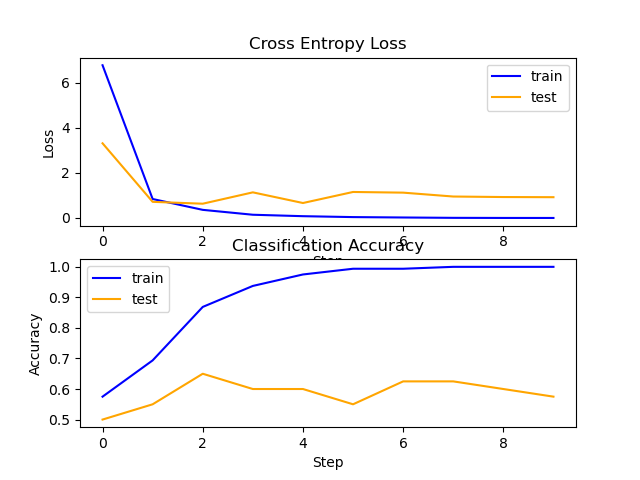 Cross Entropy Loss
Loss
6
4
2
0
train
test
0 2 4 6 8
Step
Classification Accuracy
Accuracy
1.0
0.9
0.8
0.7
0.6
0.5
train
test
0 2 4 6 8
Step